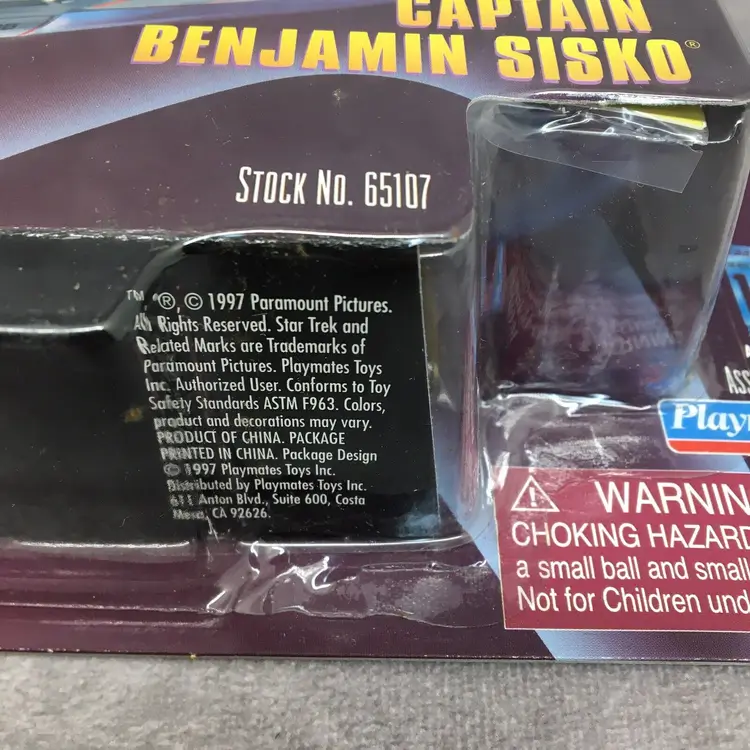 CAPTAIN
BENJAMIN SISKO®
STOCK NO. 65107
TM, ®, © 1997 Paramount Pictures.
All Rights Reserved. Star Trek and
Related Marks are Trademarks of
Paramount Pictures. Playmates Toys
Inc. Authorized User. Conforms to Toy
Safety Standards ASTM F963. Colors,
product and decorations may vary.
PRODUCT OF CHINA. PACKAGE
PRINTED IN CHINA. Package Design
© 1997 Playmates Toys Inc.
Distributed by Playmates Toys Inc.
Anton Blvd., Suite 600, Costa
Mesa, CA 92626.
ASS
Play
WARNIN
CHOKING HAZARD
a small ball and small
Not for Children und